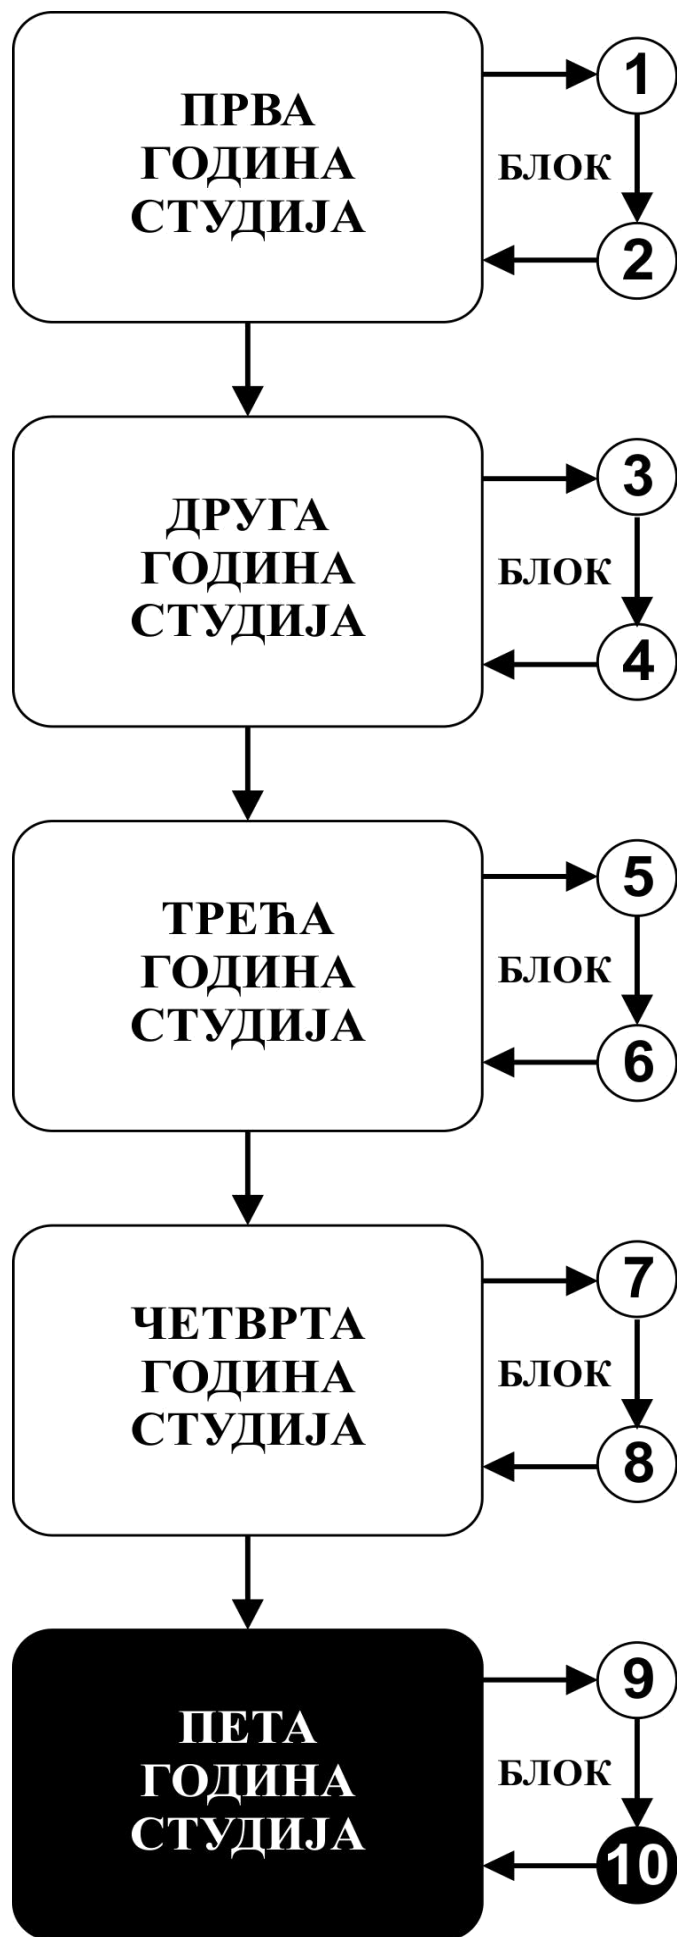 ПРВА
ГОДИНА
СТУДИЈА
1
БЛОК
2
ДРУГА
ГОДИНА
СТУДИЈА
3
БЛОК
4
ТРЕЋА
ГОДИНА
СТУДИЈА
5
БЛОК
6
ЧЕТВРТА
ГОДИНА
СТУДИЈА
7
БЛОК
8
ПЕТА
ГОДИНА
СТУДИЈА
9
БЛОК
10